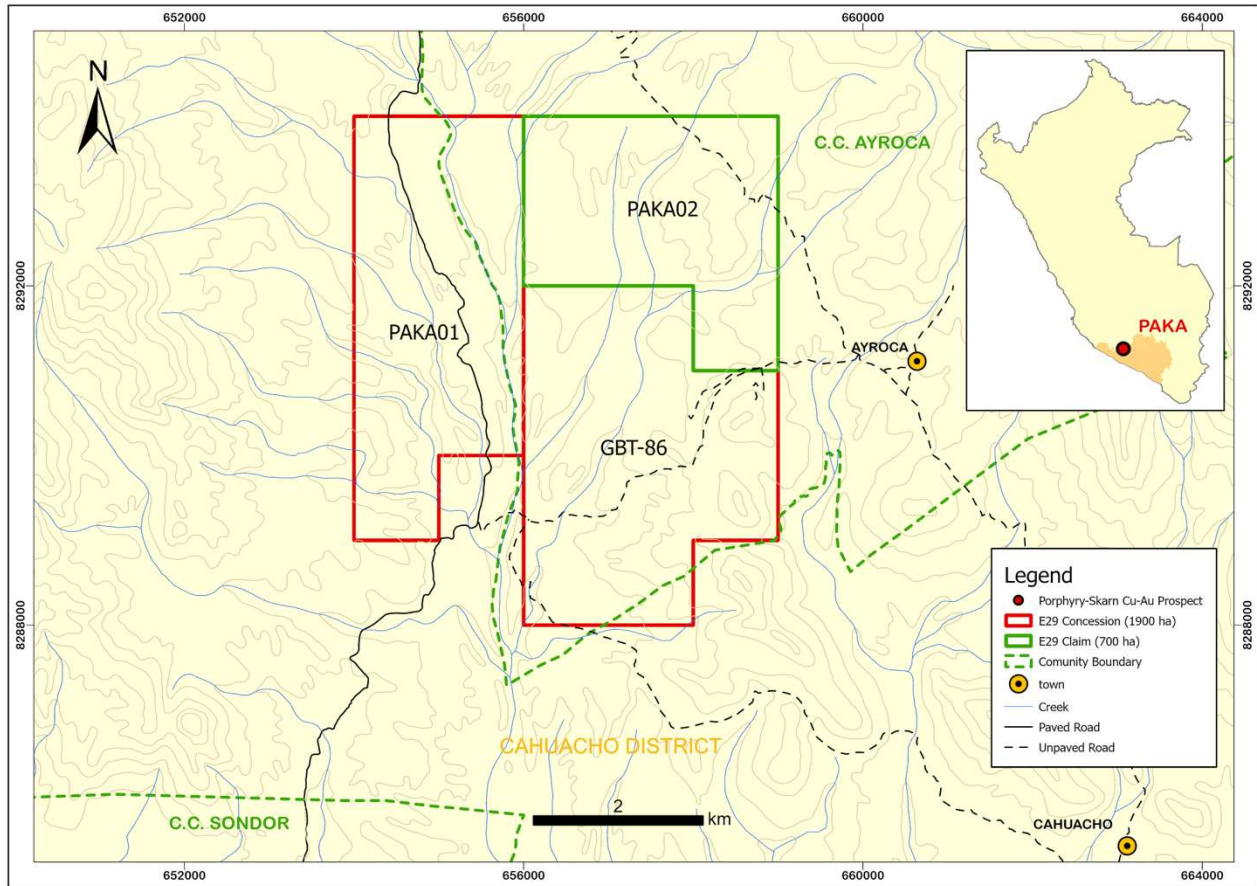 652000
656000
660000
664000
N
C.C. AYROCA
PAKA02
8292000
8292000
PAKA01
PAKA
AYROCA
GBT-86
Legend
Porphyry-Skarn Cu-Au Prospect
E29 Concession (1900 ha)
E29 Claim (700 ha)
Comunity Boundary
town
Creek
Paved Road
Unpaved Road
8288000
8288000
CAHUACHO DISTRICT
2
km
C.C. SONDOR
CAHUACHO
652000
656000
660000
664000